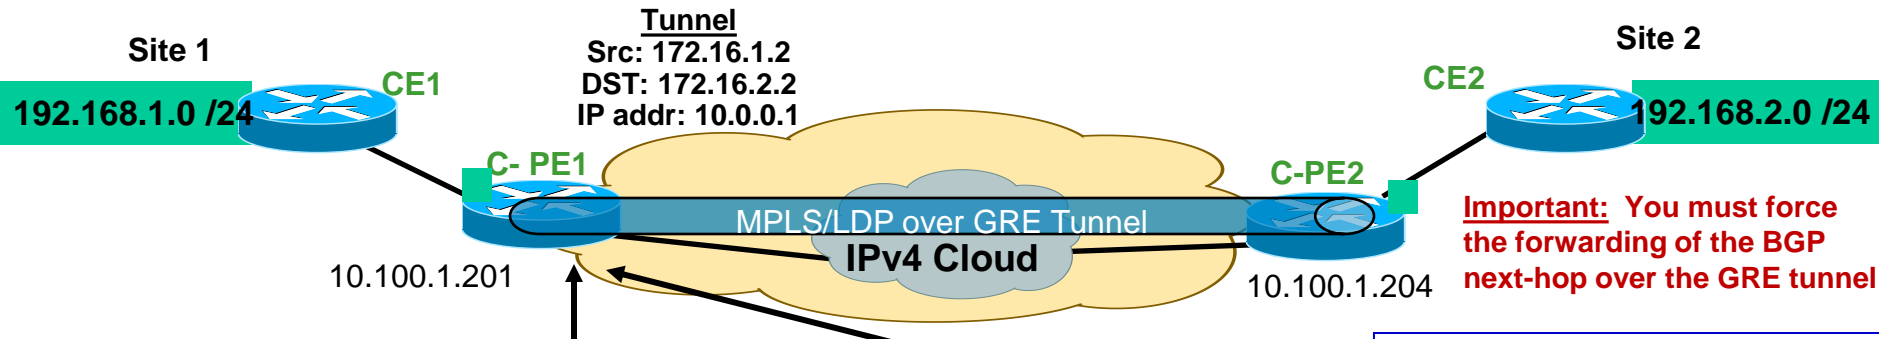 Tunnel
Src: 172.16.1.2
DST: 172.16.2.2
IP addr: 10.0.0.1
Site 1
CE1
192.168.1.0 /24
Site 2
CE2
192.168.2.0 /24
C- PE1
C-PE2
MPLS/LDP over GRE Tunnel
IPv4 Cloud
10.100.1.201
10.100.1.204
Important: You must force
the forwarding of the BGP
next-hop over the GRE tunnel